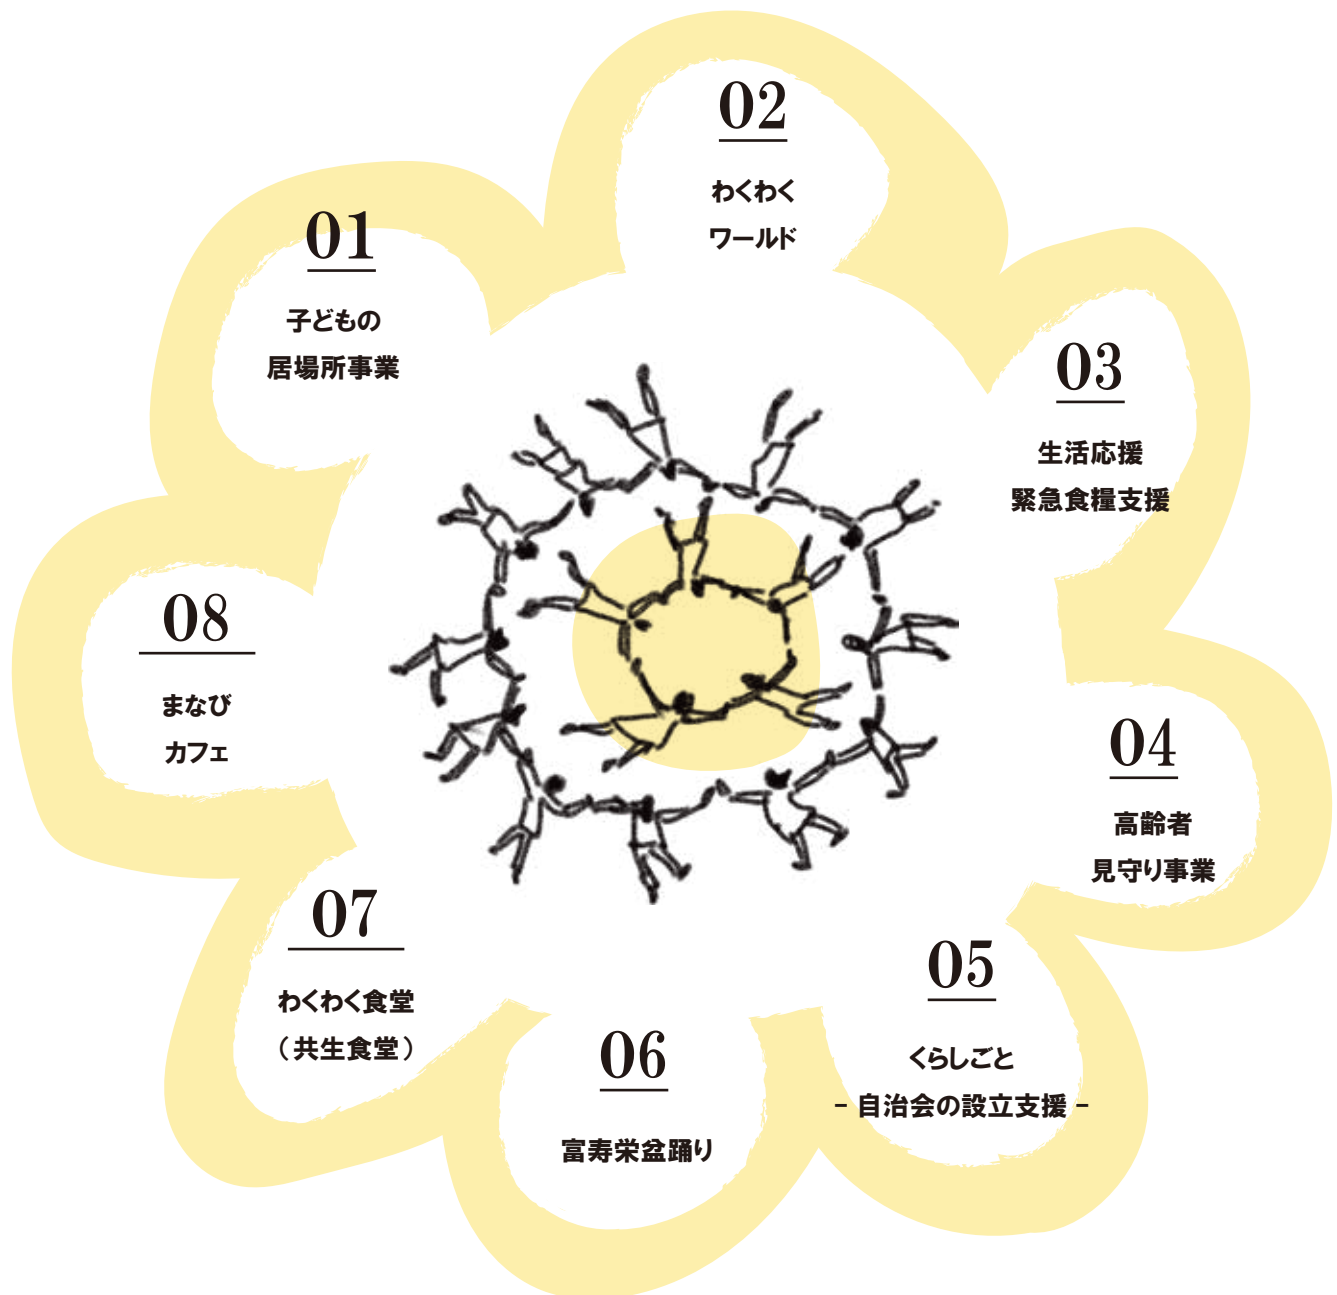 01
子どもの
居場所事業
02
わくわく
ワールド
03
生活応援
緊急食糧支援
04
高齢者
見守り事業
05
くらしごと
– 自治会の設立支援 –
06
富寿栄盆踊り
07
わくわく食堂
（共生食堂）
08
まなび
カフェ